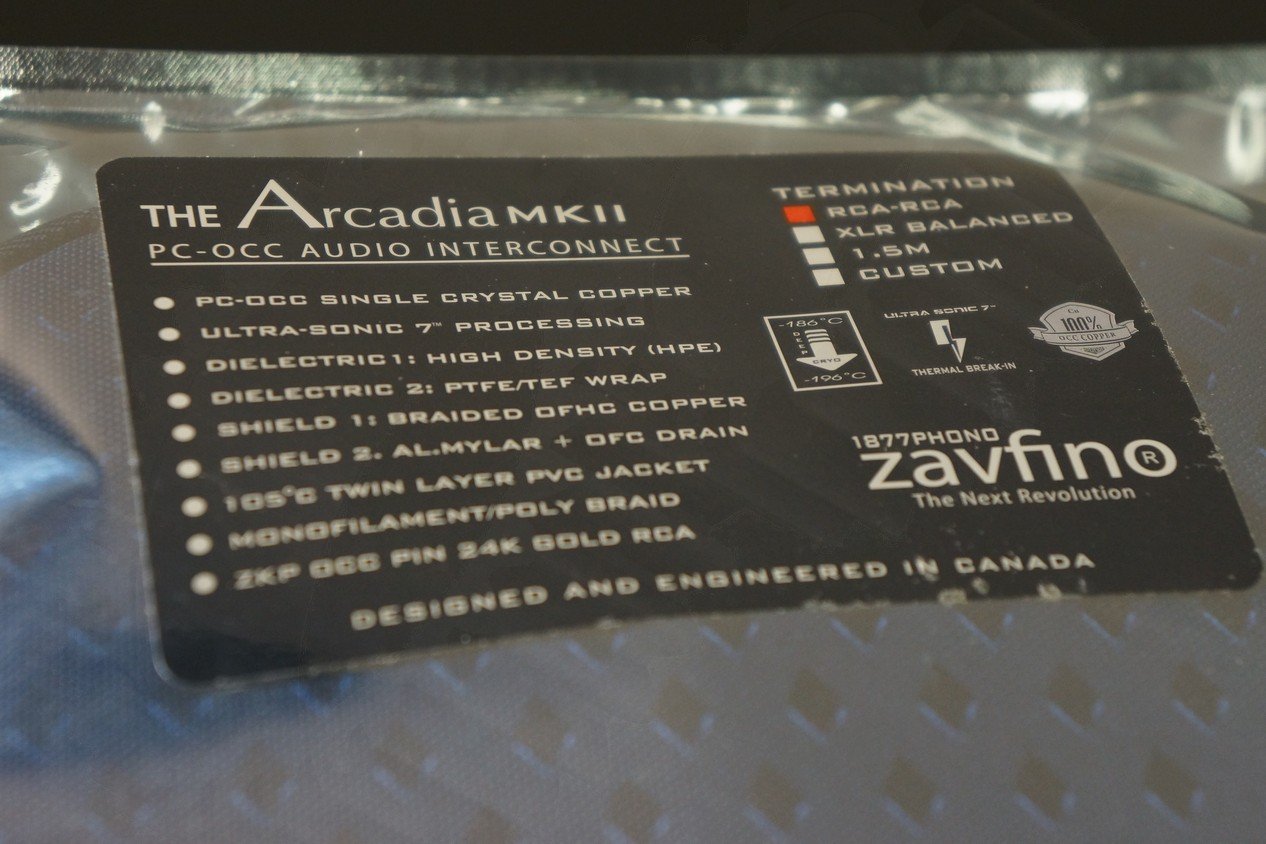 THE Arcadia MKII
PC-OCC AUDIO INTERCONNECT
PC-OCC SINGLE CRYSTAL COPPER
ULTRA-SONIC 7™ PROCESSING
DIELECTRIC 1: HIGH DENSITY (HPE)
DIELECTRIC 2: PTFE/TEF WRAP
SHIELD 1: BRAIDED OFHC COPPER
SHIELD 2. AL.MYLAR + OFC DRAIN
105°C TWIN LAYER PVC JACKET
MONOFILAMENT/POLY BRAID
2KP OCC PIN 24K GOLD RCA
DESIGNED AND ENGINEERED IN CANADA
TERMINATION
RCA-RCA
XLR BALANCED
1.5M
CUSTOM
-186°C
DEEP
CRYO
-196°C
ULTRA SONIC 7™
THERMAL BREAK-IN
Cu
100%
OCC COPPER
1877PHONO
zavfino®
The Next Revolution